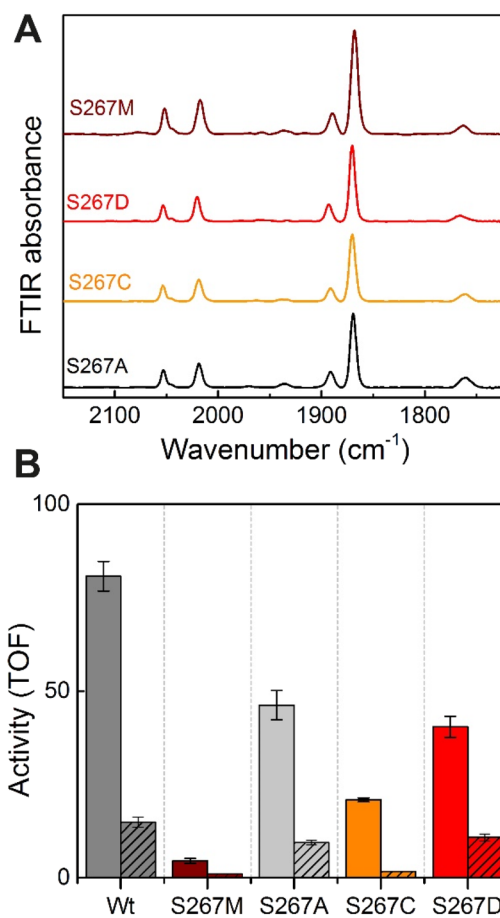 A
S267M
S267D
S267C
S267A
FTIR absorbance
2100 2000 1900 1800
Wavenumber (cm⁻¹)
B
100
50
0
Activity (TOF)
Wt S267M S267A S267C S267D